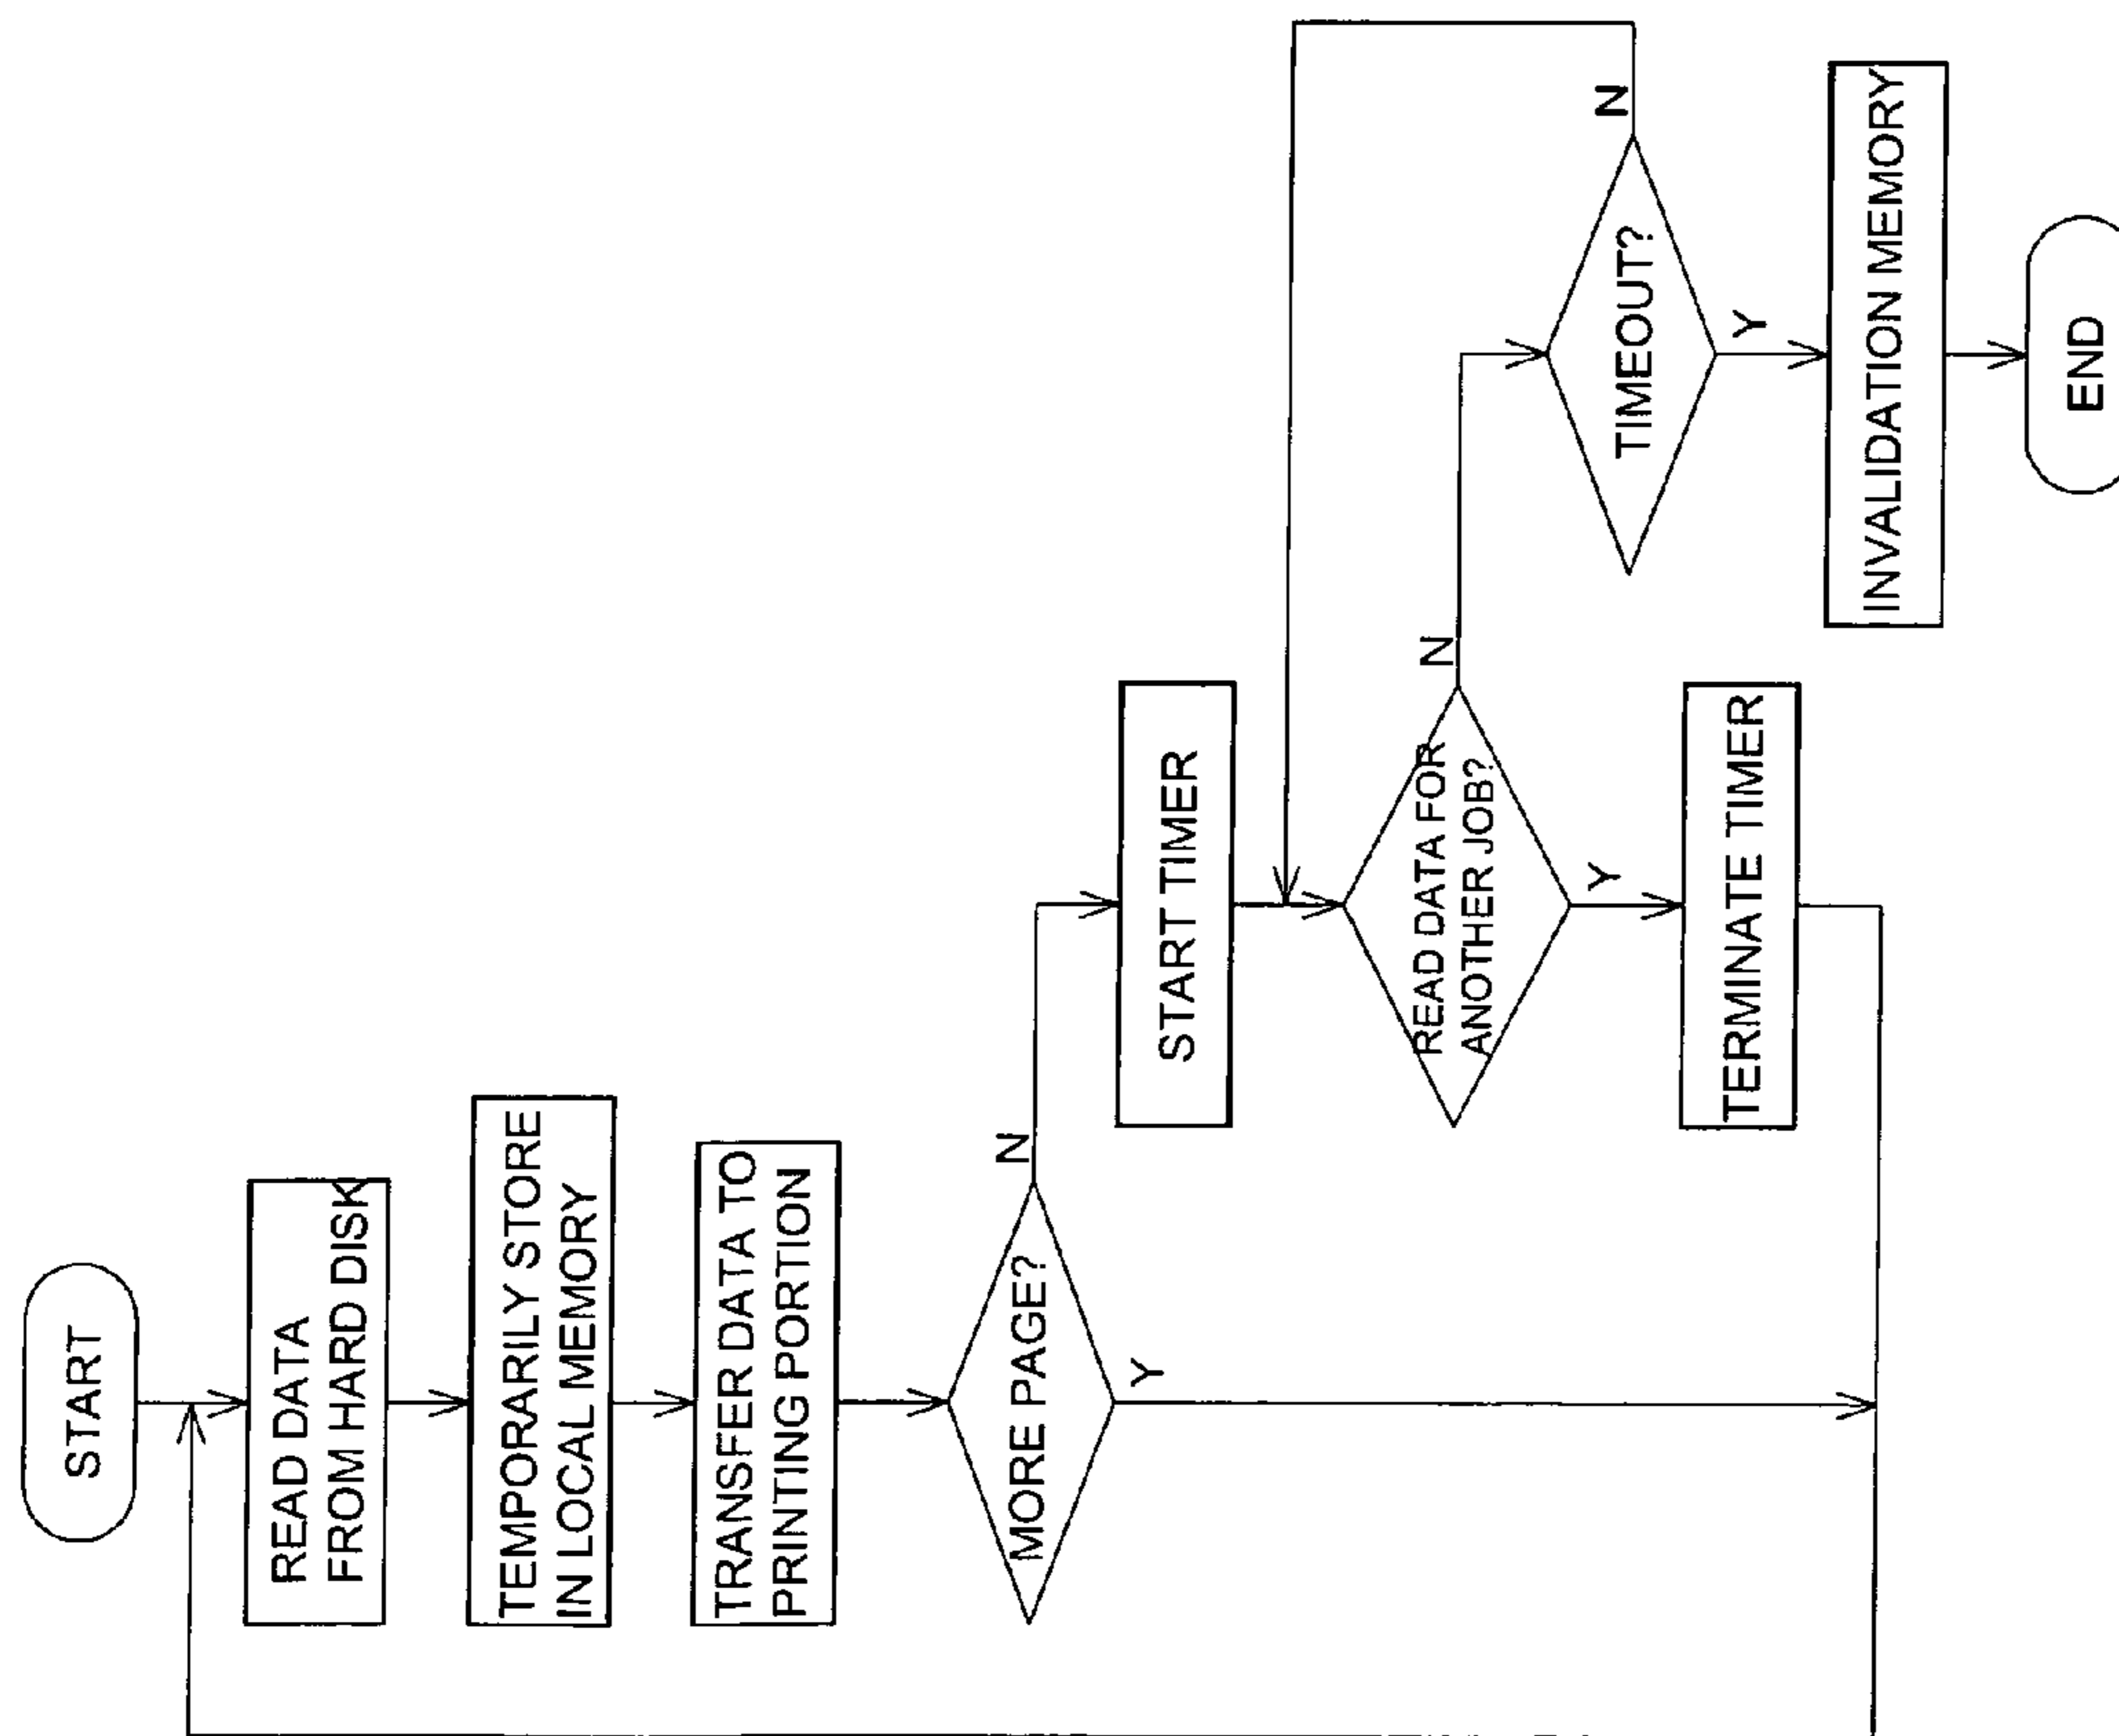 START
READ DATA
FROM HARD DISK
TEMPORARILY STORE
IN LOCAL MEMORY
TRANSFER DATA TO
PRINTING PORTION
MORE PAGE?
N
Y
START TIMER
READ DATA FOR
ANOTHER JOB?
N
Y
TERMINATE TIMER
TIMEOUT?
N
Y
INVALIDATION MEMORY
END